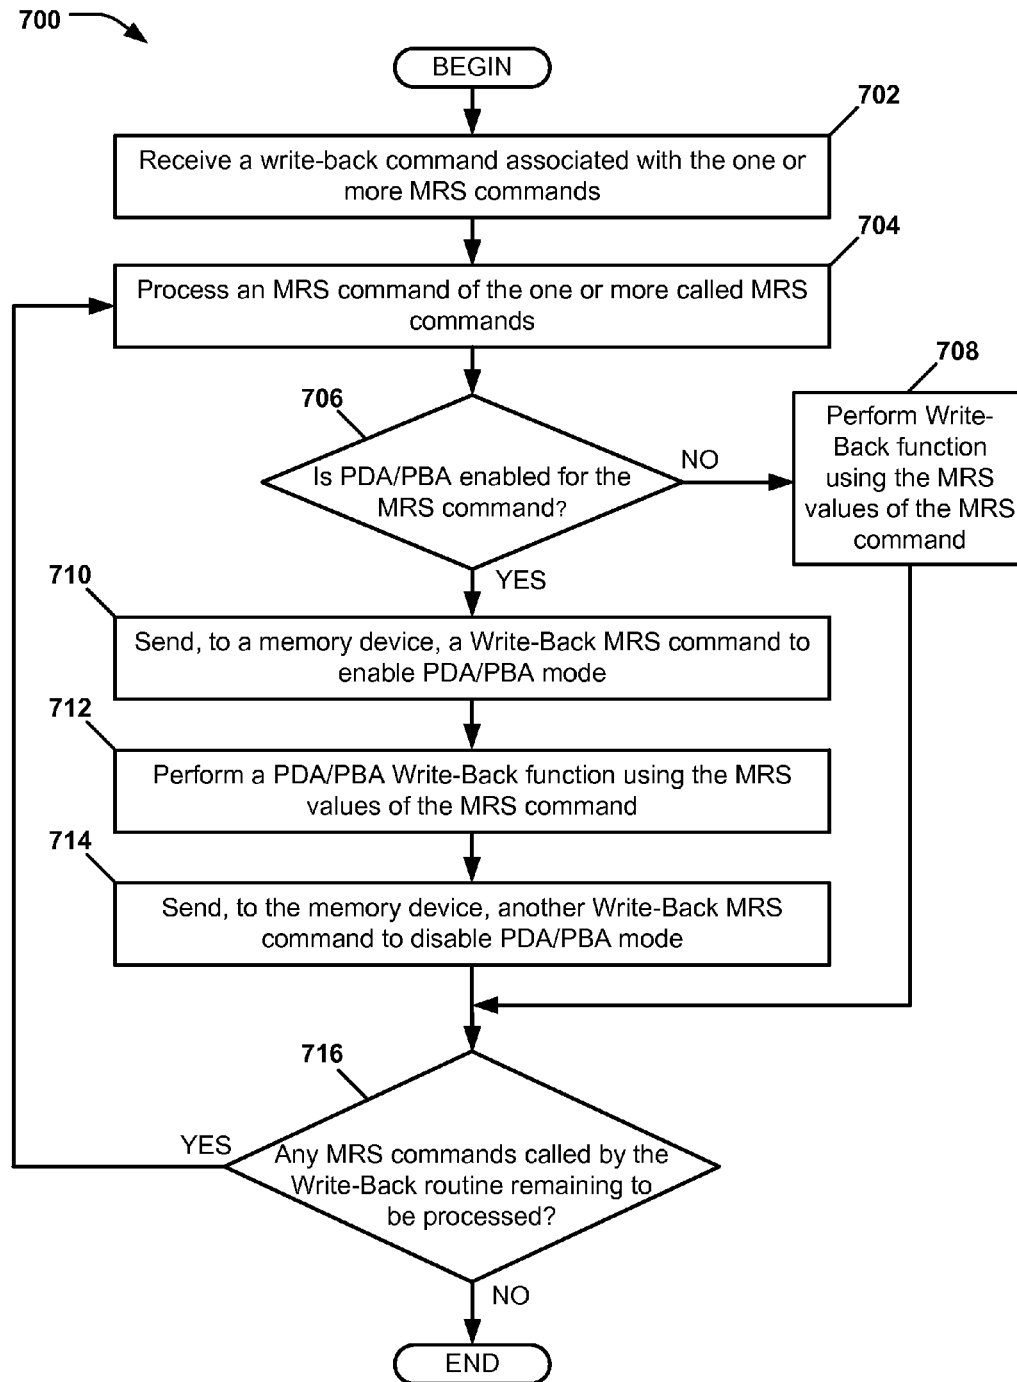 700
BEGIN
702
Receive a write-back command associated with the one or
more MRS commands
704
Process an MRS command of the one or more called MRS
commands
706
Is PDA/PBA enabled for the
MRS command?
NO
708
Perform Write-
Back function
using the MRS
values of the MRS
command
YES
710
Send, to a memory device, a Write-Back MRS command to
enable PDA/PBA mode
712
Perform a PDA/PBA Write-Back function using the MRS
values of the MRS command
714
Send, to the memory device, another Write-Back MRS
command to disable PDA/PBA mode
716
YES
Any MRS commands called by the
Write-Back routine remaining to
be processed?
NO
END